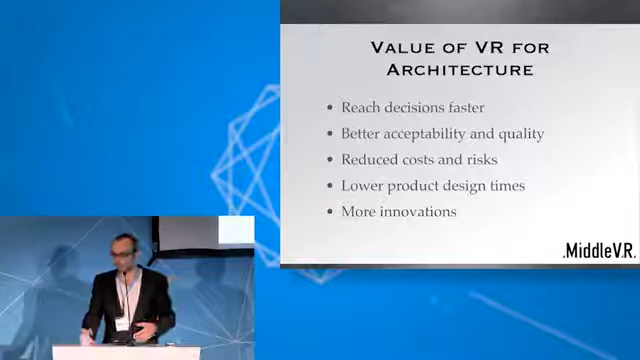 VALUE OF VR FOR
ARCHITECTURE
• Reach decisions faster
• Better acceptability and quality
• Reduced costs and risks
• Lower product design times
• More innovations
.MiddleV.R.